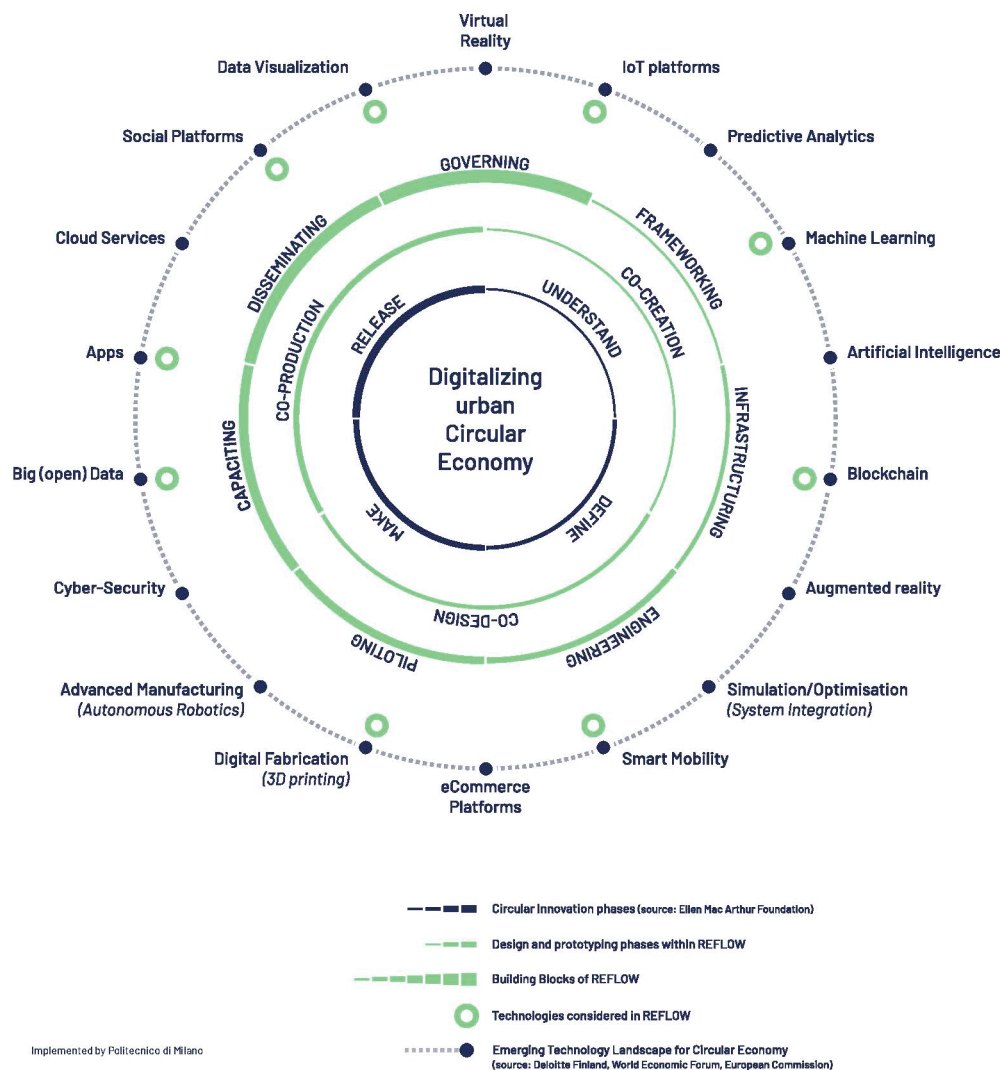 Virtual
Reality
Data Visualization
IoT platforms
Social Platforms
Predictive Analytics
GOVERNING
Cloud Services
DISSEMINATING
FRAMEWORKING
Machine Learning
CO-CREATION
UNDERSTAND
RELEASE
CO-PRODUCTION
Apps
Artificial Intelligence
Digitalizing
urban
Circular
Economy
CAPACITING
INFRASTRUCTURING
Big (open) Data
Blockchain
MAKE
DEFINE
Cyber-Security
Augmented reality
CO-DESIGN
PILOTING
ENGINEERING
Advanced Manufacturing
(Autonomous Robotics)
Simulation/Optimisation
(System Integration)
Digital Fabrication
(3D printing)
Smart Mobility
eCommerce
Platforms
Circular Innovation phases (source: Ellen Mac Arthur Foundation)
Design and prototyping phases within REFLOW
Building Blocks of REFLOW
Technologies considered in REFLOW
Implemented by Politecnico di Milano
Emerging Technology Landscape for Circular Economy
(source: Deloitte Finland, World Economic Forum, European Commission)